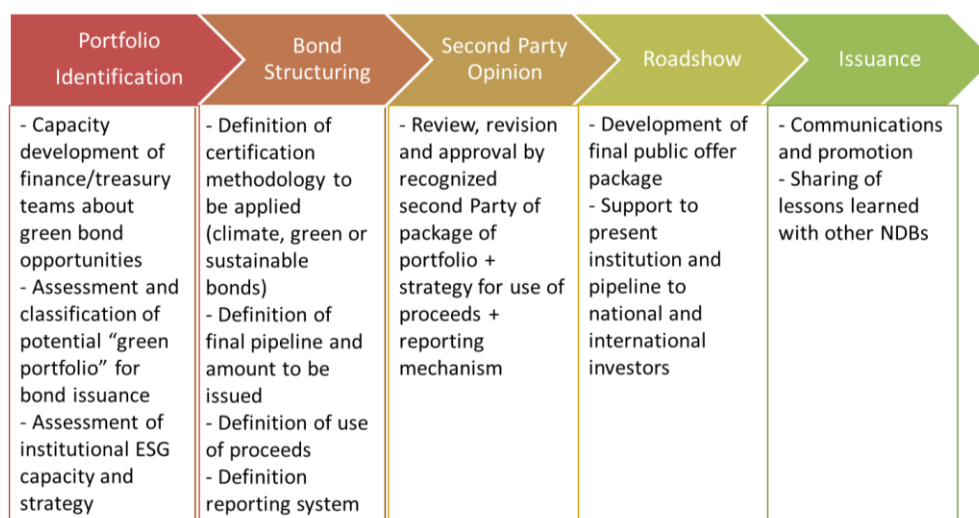 Portfolio
Identification
- Capacity
development of
finance/treasury
teams about
green bond
opportunities
- Assessment and
classification of
potential “green
portfolio” for
bond issuance
- Assessment of
institutional ESG
capacity and
strategy
Bond
Structuring
- Definition of
certification
methodology to
be applied
(climate, green or
sustainable
bonds)
- Definition of
final pipeline and
amount to be
issued
- Definition of use
of proceeds
- Definition
reporting system
Second Party
Opinion
- Review, revision
and approval by
recognized
second Party of
package of
portfolio +
strategy for use of
proceeds +
reporting
mechanism
Roadshow
- Development of
final public offer
package
- Support to
present
institution and
pipeline to
national and
international
investors
Issuance
- Communications
and promotion
- Sharing of
lessons learned
with other NDBs